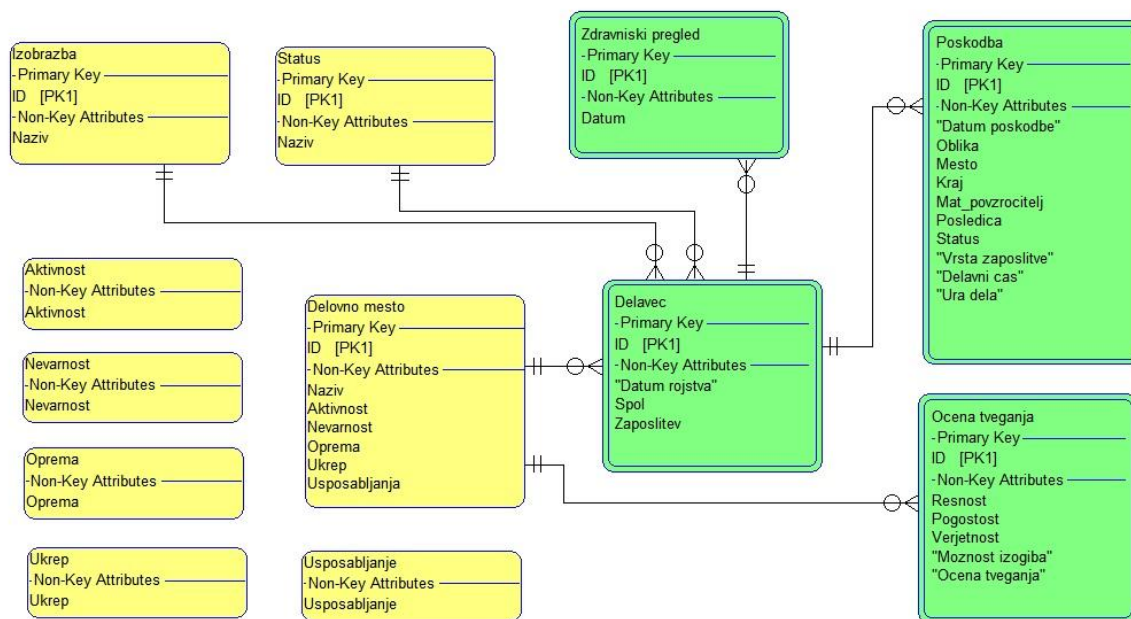 Izobrazba
-Primary Key
ID [PK1]
-Non-Key Attributes
Naziv
Status
-Primary Key
ID [PK1]
-Non-Key Attributes
Naziv
Zdravniski pregled
-Primary Key
ID [PK1]
-Non-Key Attributes
Datum
Poskodba
-Primary Key
ID [PK1]
-Non-Key Attributes
"Datum poskodbe"
Oblika
Mesto
Kraj
Mat_povzrocitelj
Posledica
Status
"Vrsta zaposlitve"
"Delavni cas"
"Ura dela"
Aktivnost
-Non-Key Attributes
Aktivnost
Nevarnost
-Non-Key Attributes
Nevarnost
Oprema
-Non-Key Attributes
Oprema
Ukrep
-Non-Key Attributes
Ukrep
Delovno mesto
-Primary Key
ID [PK1]
-Non-Key Attributes
Naziv
Aktivnost
Nevarnost
Oprema
Ukrep
Usposabljanja
Usposabljanje
-Non-Key Attributes
Usposabljanje
Delavec
-Primary Key
ID [PK1]
-Non-Key Attributes
"Datum rojstva"
Spol
Zaposlitev
Ocena tveganja
-Primary Key
ID [PK1]
-Non-Key Attributes
Resnost
Pogostost
Verjetnost
"Moznost izogiba"
"Ocena tveganja"